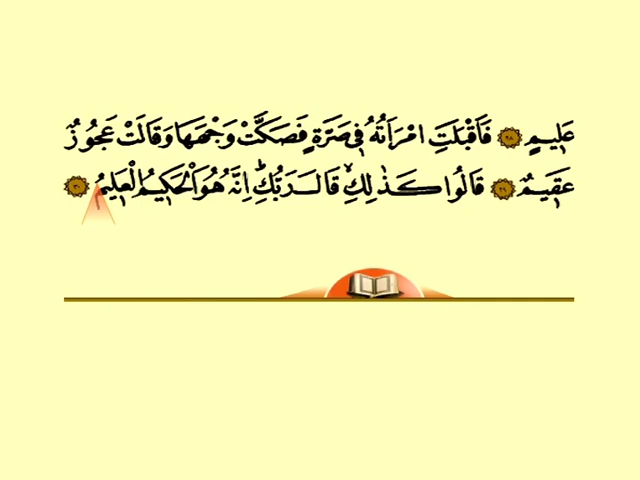 عَلٖيمٍ ﴿٢٨﴾ فَاَقْبَلَتِ امْرَاَتُهُ فٖى صَرَّةٍ فَصَكَّتْ وَجْهَهَا وَقَالَتْ عَجُوزٌ
عَقٖيمٌ ﴿٢٩﴾ قَالُوا كَذٰلِكِۙ قَالَ رَبُّكِؕ اِنَّهُ هُوَ الْحَكٖيمُ الْعَلٖيمُ ﴿٣٠﴾